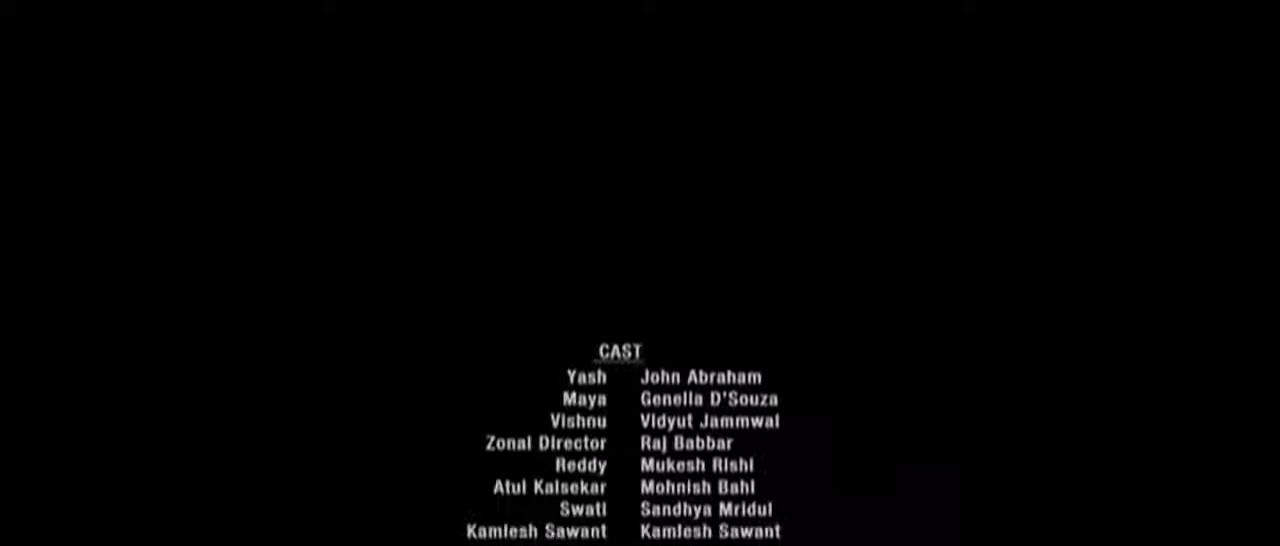 CAST
Yash John Abraham
Maya Genelia D'Souza
Vishnu Vidyut Jammwal
Zonal Director Raj Babbar
Reddy Mukesh Rishi
Atul Kalsekar Mohnish Bahl
Swati Sandhya Mridul
Kamlesh Sawant Kamlesh Sawant